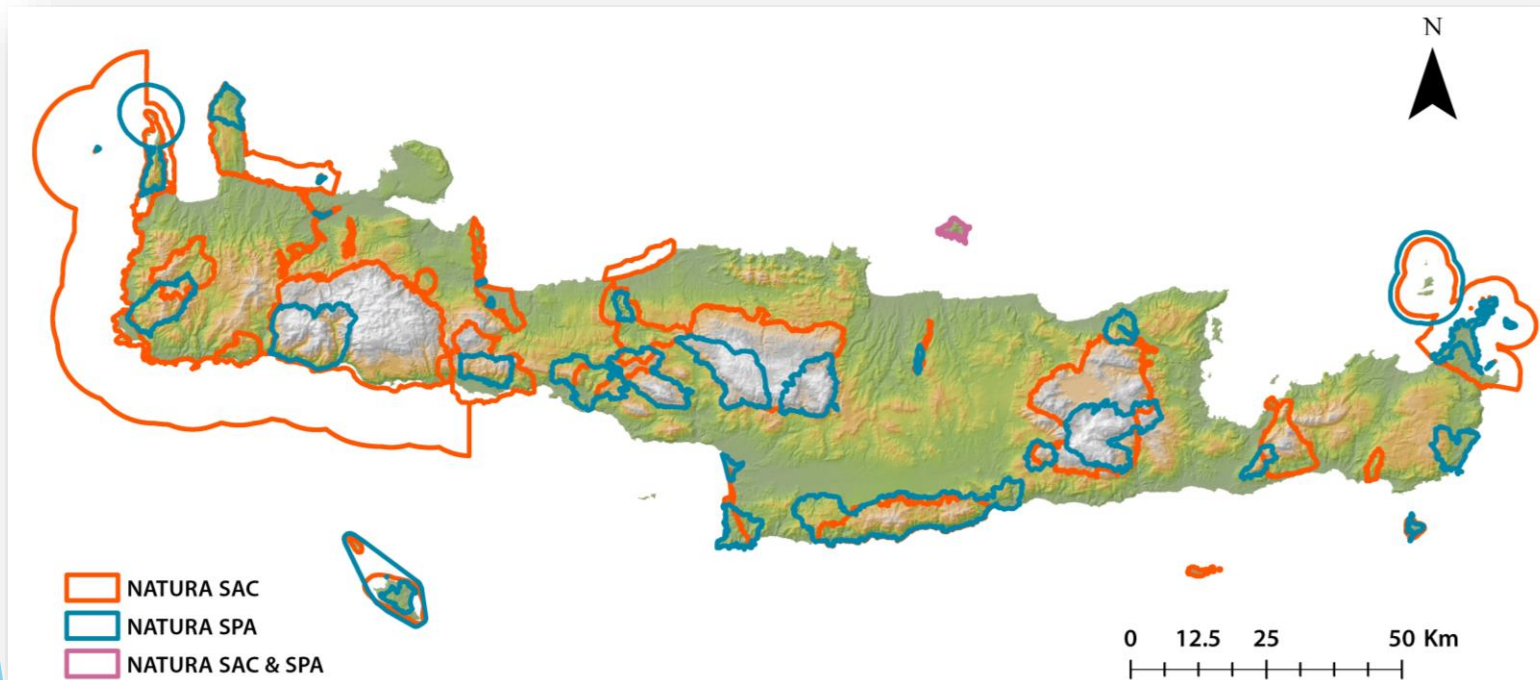 N
NATURA SAC
NATURA SPA
NATURA SAC & SPA
0 12.5 25 50 Km